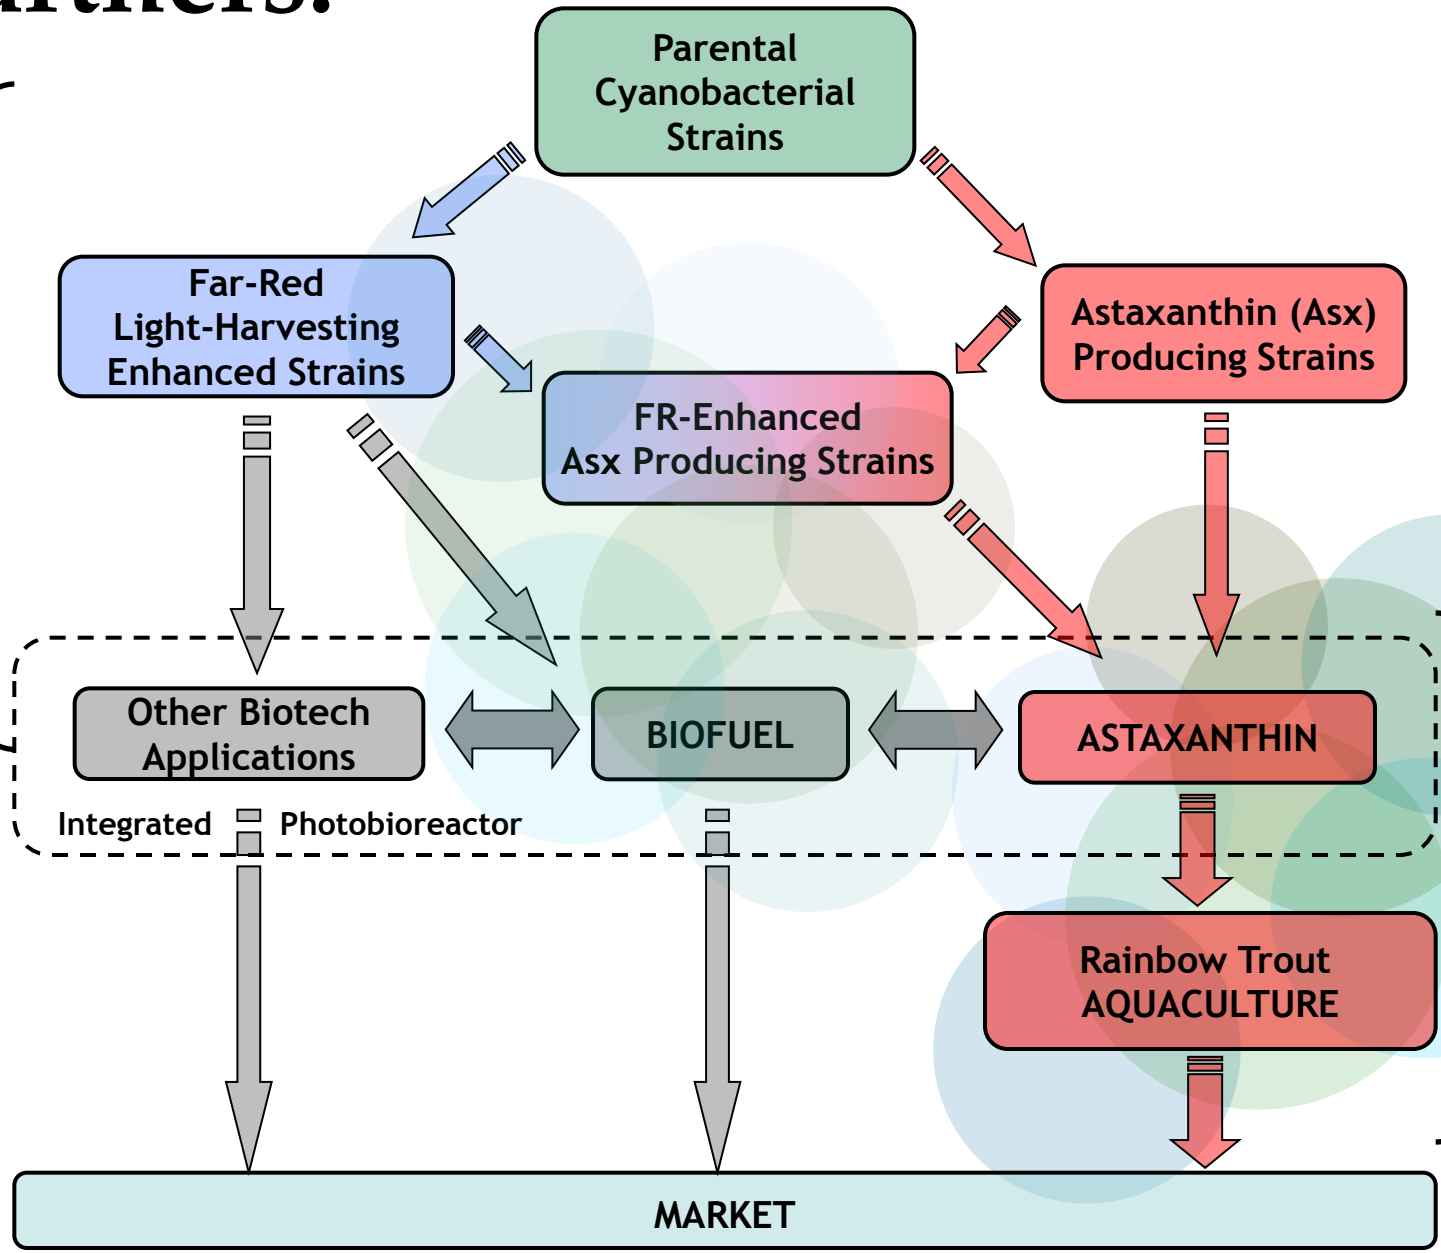 Parental
Cyanobacterial
Strains
Far-Red
Light-Harvesting
Enhanced Strains
Astaxanthin (Asx)
Producing Strains
FR-Enhanced
Asx Producing Strains
Other Biotech
Applications
BIOFUEL
ASTAXANTHIN
Integrated Photobioreactor
Rainbow Trout
AQUACULTURE
MARKET